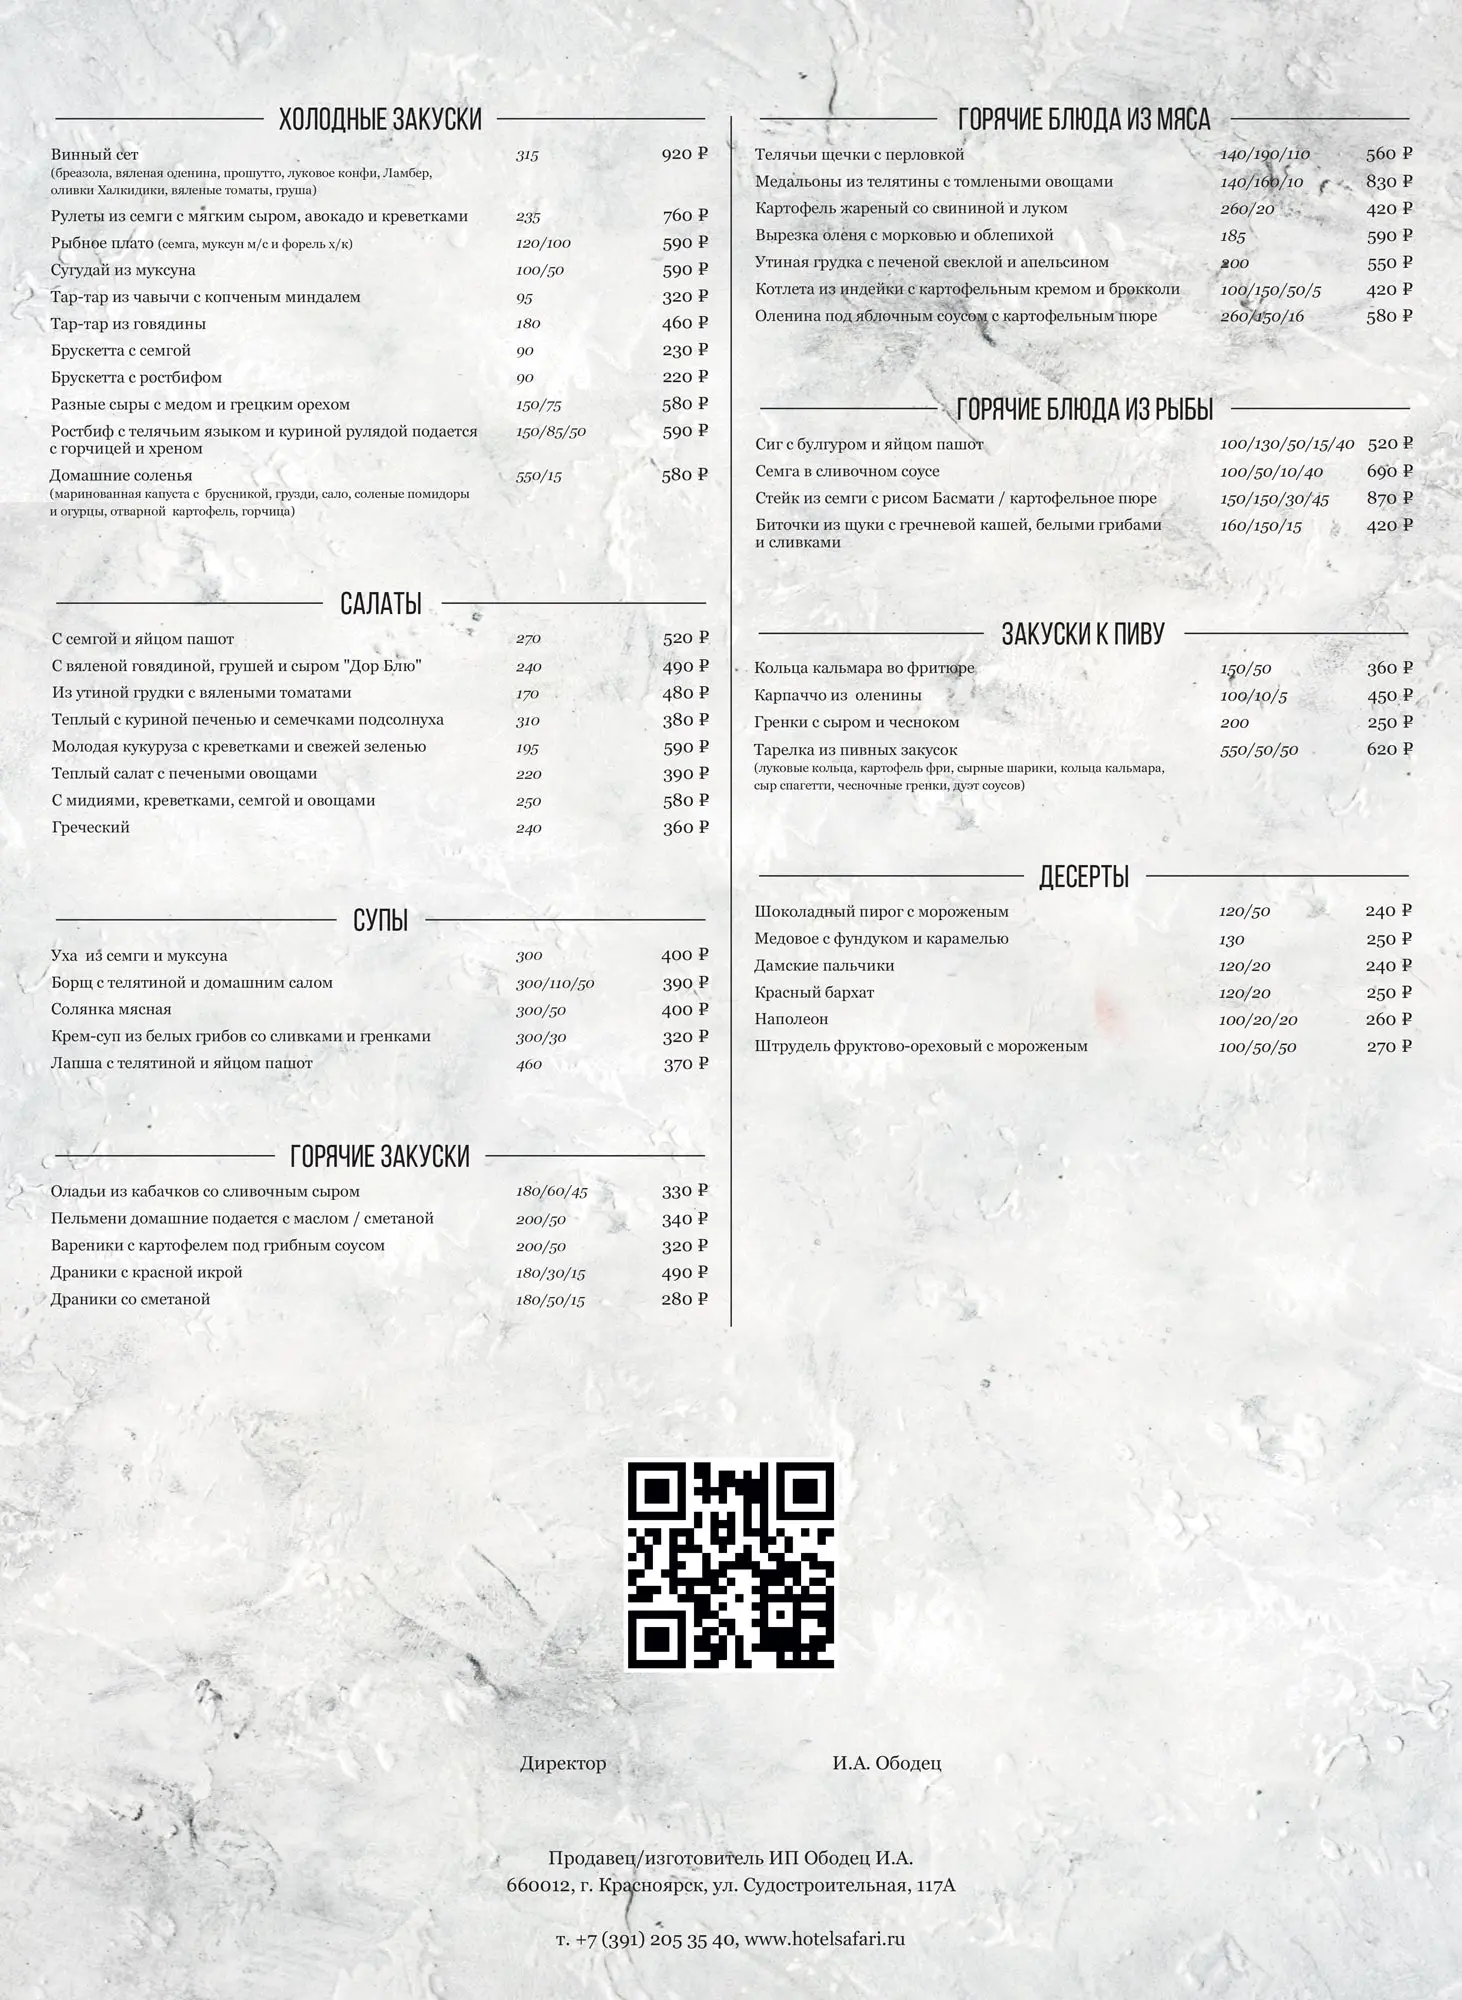 ХОЛОДНЫЕ ЗАКУСКИ
Винный сет 315 920 ₽
(бреазола, вяленая оленина, прошутто, луковое конфи, Ламбер,
оливки Халкидики, вяленые томаты, груша)
Рулеты из семги с мягким сыром, авокадо и креветками 235 760 ₽
Рыбное плато (семга, муксун м/с и форель х/к) 120/100 590 ₽
Сугудай из муксуна 100/50 590 ₽
Тар-тар из чавычи с копченым миндалем 95 320 ₽
Тар-тар из говядины 180 460 ₽
Брускетта с семгой 90 230 ₽
Брускетта с ростбифом 90 220 ₽
Разные сыры с медом и грецким орехом 150/75 580 ₽
Ростбиф с телячьим языком и куриной рулядой подается 150/85/50 590 ₽
с горчицей и хреном
Домашние соленья 550/15 580 ₽
(маринованная капуста с брусникой, грузди, сало, соленые помидоры
и огурцы, отварной картофель, горчица)
САЛАТЫ
С семгой и яйцом пашот 270 520 ₽
С вяленой говядиной, грушей и сыром "Дор Блю" 240 490 ₽
Из утиной грудки с вялеными томатами 170 480 ₽
Теплый с куриной печенью и семечками подсолнуха 310 380 ₽
Молодая кукуруза с креветками и свежей зеленью 195 590 ₽
Теплый салат с печеными овощами 220 390 ₽
С мидиями, креветками, семгой и овощами 250 580 ₽
Греческий 240 360 ₽
СУПЫ
Уха из семги и муксуна 300 400 ₽
Борщ с телятиной и домашним салом 300/110/50 390 ₽
Солянка мясная 300/50 400 ₽
Крем-суп из белых грибов со сливками и гренками 300/30 320 ₽
Лапша с телятиной и яйцом пашот 460 370 ₽
ГОРЯЧИЕ ЗАКУСКИ
Оладьи из кабачков со сливочным сыром 180/60/45 330 ₽
Пельмени домашние подается с маслом / сметаной 200/50 340 ₽
Вареники с картофелем под грибным соусом 200/50 320 ₽
Драники с красной икрой 180/30/15 490 ₽
Драники со сметаной 180/50/15 280 ₽
ГОРЯЧИЕ БЛЮДА ИЗ МЯСА
Телячьи щечки с перловкой 140/190/110 560 ₽
Медальоны из телятины с томлеными овощами 140/160/10 830 ₽
Картофель жареный со свининой и луком 260/20 420 ₽
Вырезка оленя с морковью и облепихой 185 590 ₽
Утиная грудка с печеной свеклой и апельсином 200 550 ₽
Котлета из индейки с картофельным кремом и брокколи 100/150/50/5 420 ₽
Оленина под яблочным соусом с картофельным пюре 260/150/16 580 ₽
ГОРЯЧИЕ БЛЮДА ИЗ РЫБЫ
Сиг с булгуром и яйцом пашот 100/130/50/15/40 520 ₽
Семга в сливочном соусе 100/50/10/40 690 ₽
Стейк из семги с рисом Басмати / картофельное пюре 150/150/30/45 870 ₽
Биточки из щуки с гречневой кашей, белыми грибами 160/150/15 420 ₽
и сливками
ЗАКУСКИ К ПИВУ
Кольца кальмара во фритюре 150/50 360 ₽
Карпаччо из оленины 100/10/5 450 ₽
Гренки с сыром и чесноком 200 250 ₽
Тарелка из пивных закусок 550/50/50 620 ₽
(луковые кольца, картофель фри, сырные шарики, кольца кальмара,
сыр спагетти, чесночные гренки, дуэт соусов)
ДЕСЕРТЫ
Шоколадный пирог с мороженым 120/50 240 ₽
Медовое с фундуком и карамелью 130 250 ₽
Дамские пальчики 120/20 240 ₽
Красный бархат 120/20 250 ₽
Наполеон 100/20/20 260 ₽
Штрудель фруктово-ореховый с мороженым 100/50/50 270 ₽
Директор И.А. Ободец
Продавец/изготовитель ИП Ободец И.А.
660012, г. Красноярск, ул. Судостроительная, 117А
т. +7 (391) 205 35 40, www.hotelsafari.ru